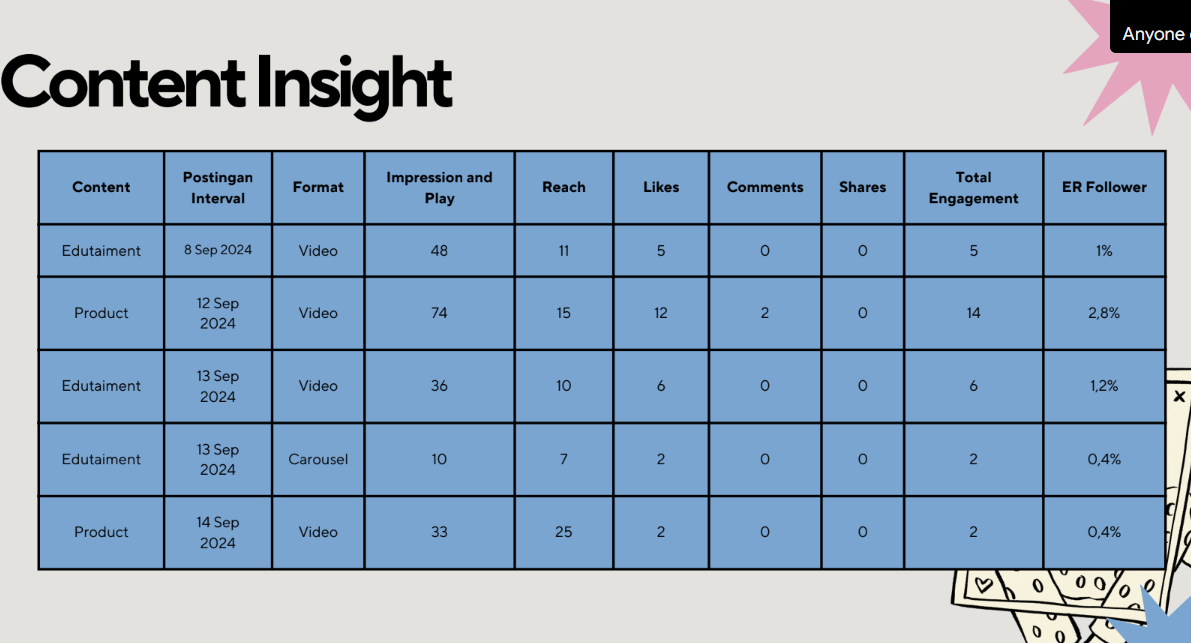 Anyone
Content Insight
Content Postingan Interval Format Impression and Play Reach Likes Comments Shares Total Engagement ER Follower
Edutaiment 8 Sep 2024 Video 48 11 5 0 0 5 1%
Product 12 Sep 2024 Video 74 15 12 2 0 14 2,8%
Edutaiment 13 Sep 2024 Video 36 10 6 0 0 6 1,2%
Edutaiment 13 Sep 2024 Carousel 10 7 2 0 0 2 0,4%
Product 14 Sep 2024 Video 33 25 2 0 0 2 0,4%